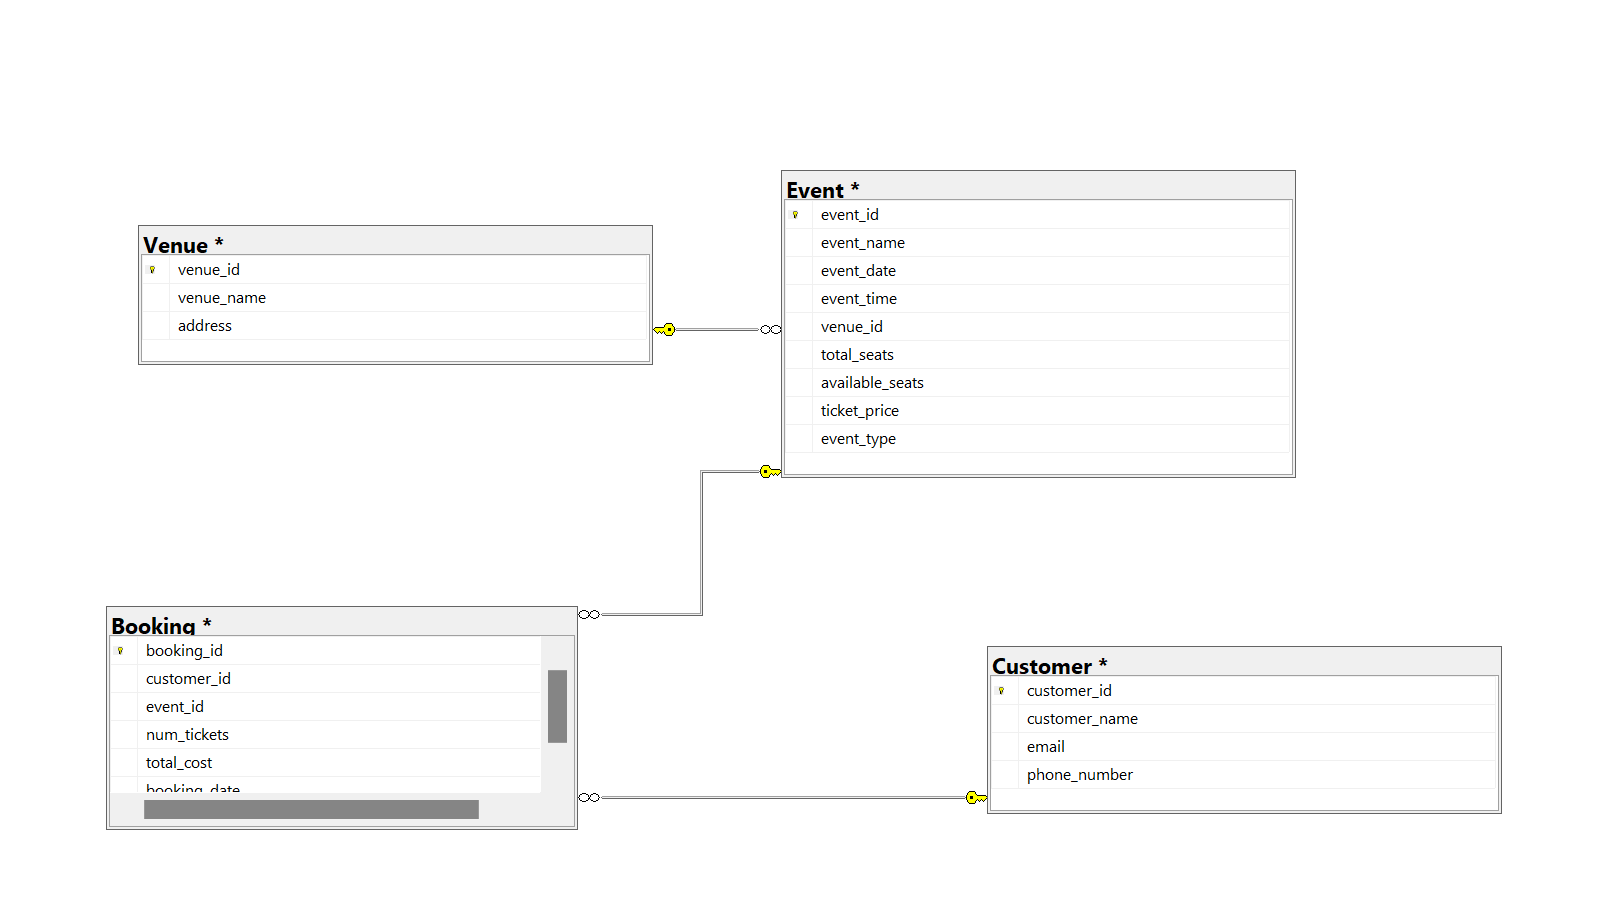 Event *
event_id
event_name
event_date
event_time
venue_id
total_seats
available_seats
ticket_price
event_type
Venue *
venue_id
venue_name
address
Booking *
booking_id
customer_id
event_id
num_tickets
total_cost
booking_date
Customer *
customer_id
customer_name
email
phone_number